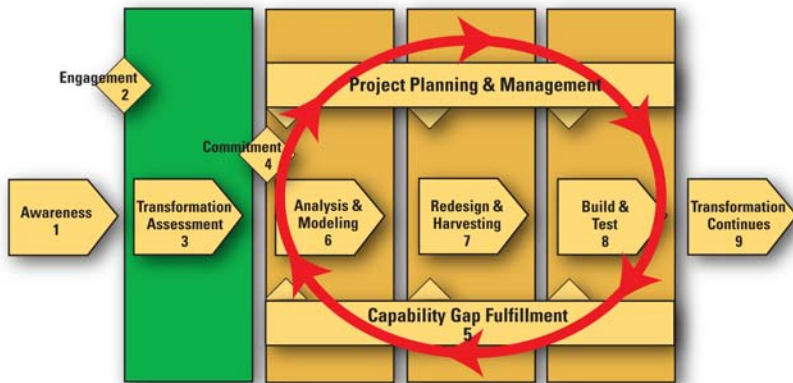 Engagement
2
Project Planning & Management
Commitment
4
Awareness
1
Transformation
Assessment
3
Analysis &
Modeling
6
Redesign &
Harvesting
7
Build &
Test
8
Transformation
Continues
9
Capability Gap Fulfillment
5